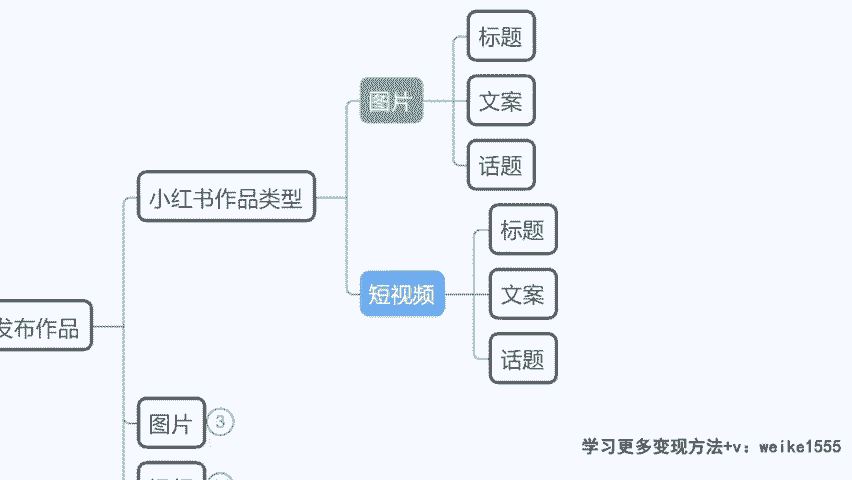 标题
图片
文案
话题
小红书作品类型
标题
短视频
文案
发布作品
话题
图片
3
学习更多变现方法+v：weike1555